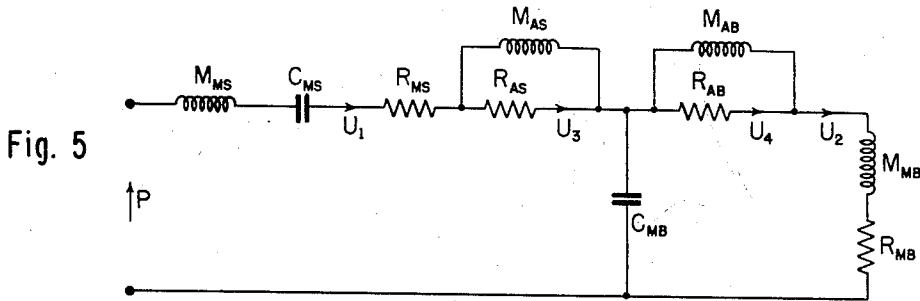 M_AS
M_AB
M_MS
C_MS
R_MS
R_AS
R_AB
U_1
U_3
U_4
U_2
Fig. 5
M_MB
P
C_MB
R_MB